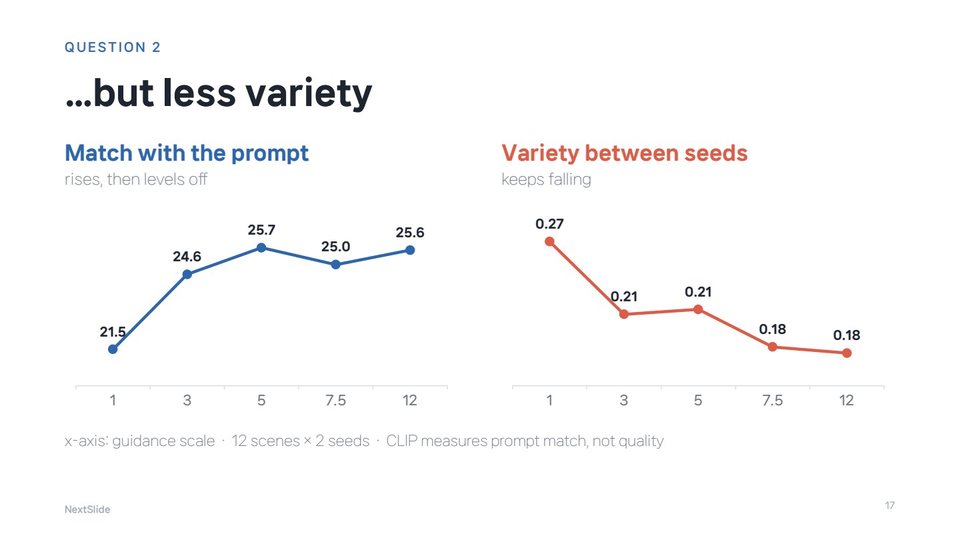 QUESTION 2
...but less variety
Match with the prompt
rises, then levels off
21.5
24.6
25.7
25.0
25.6
1 3 5 7.5 12
Variety between seeds
keeps falling
0.27
0.21
0.21
0.18
0.18
1 3 5 7.5 12
x-axis: guidance scale · 12 scenes × 2 seeds · CLIP measures prompt match, not quality
NextSlide
17